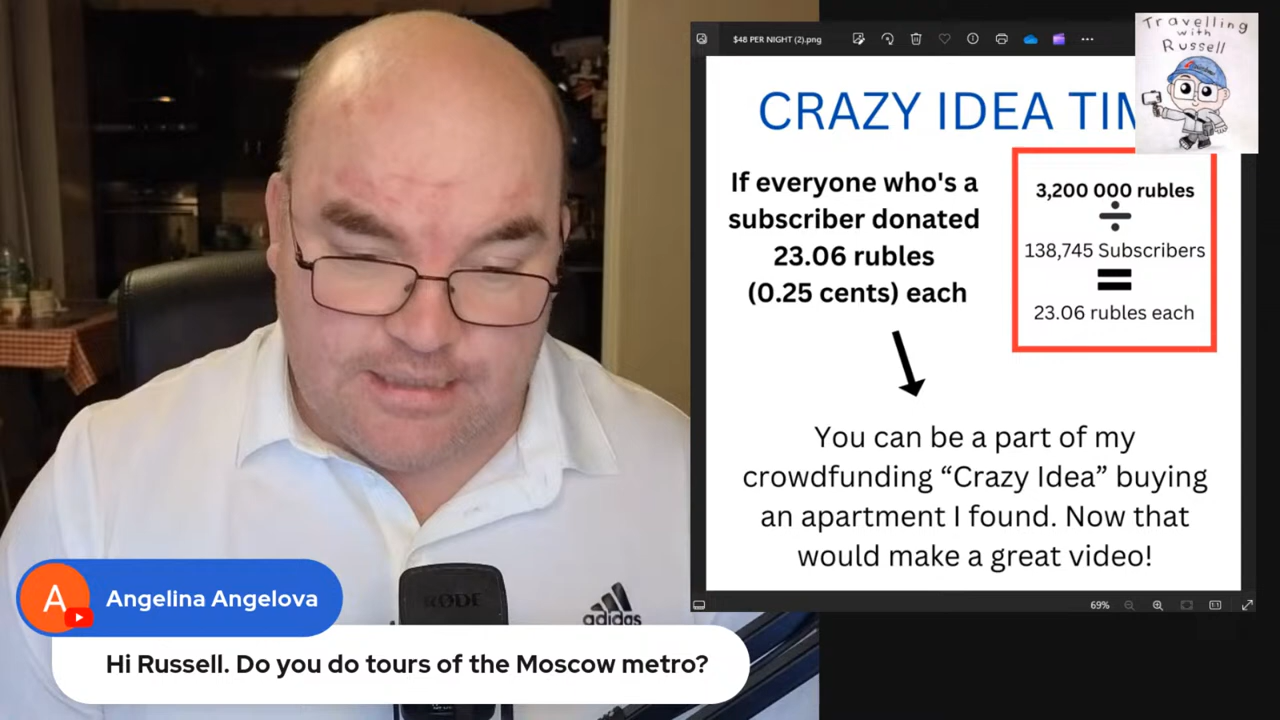 $48 PER NIGHT (2).png
Travelling
with
Russell
CRAZY IDEA TIM
If everyone who's a
subscriber donated
23.06 rubles
(0.25 cents) each
3,200 000 rubles
÷
138,745 Subscribers
=
23.06 rubles each
You can be a part of my
crowdfunding “Crazy Idea” buying
an apartment I found. Now that
would make a great video!
69%
RØDE
adidas
A
Angelina Angelova
Hi Russell. Do you do tours of the Moscow metro?